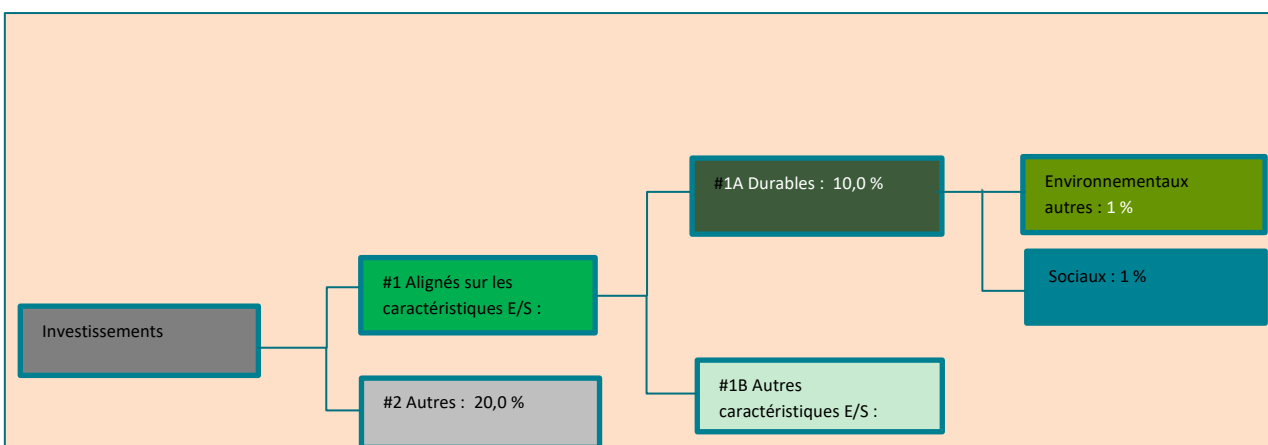 Investissements
#1 Alignés sur les
caractéristiques E/S :
#2 Autres : 20,0 %
#1A Durables : 10,0 %
#1B Autres
caractéristiques E/S :
Environnementaux
autres : 1 %
Sociaux : 1 %